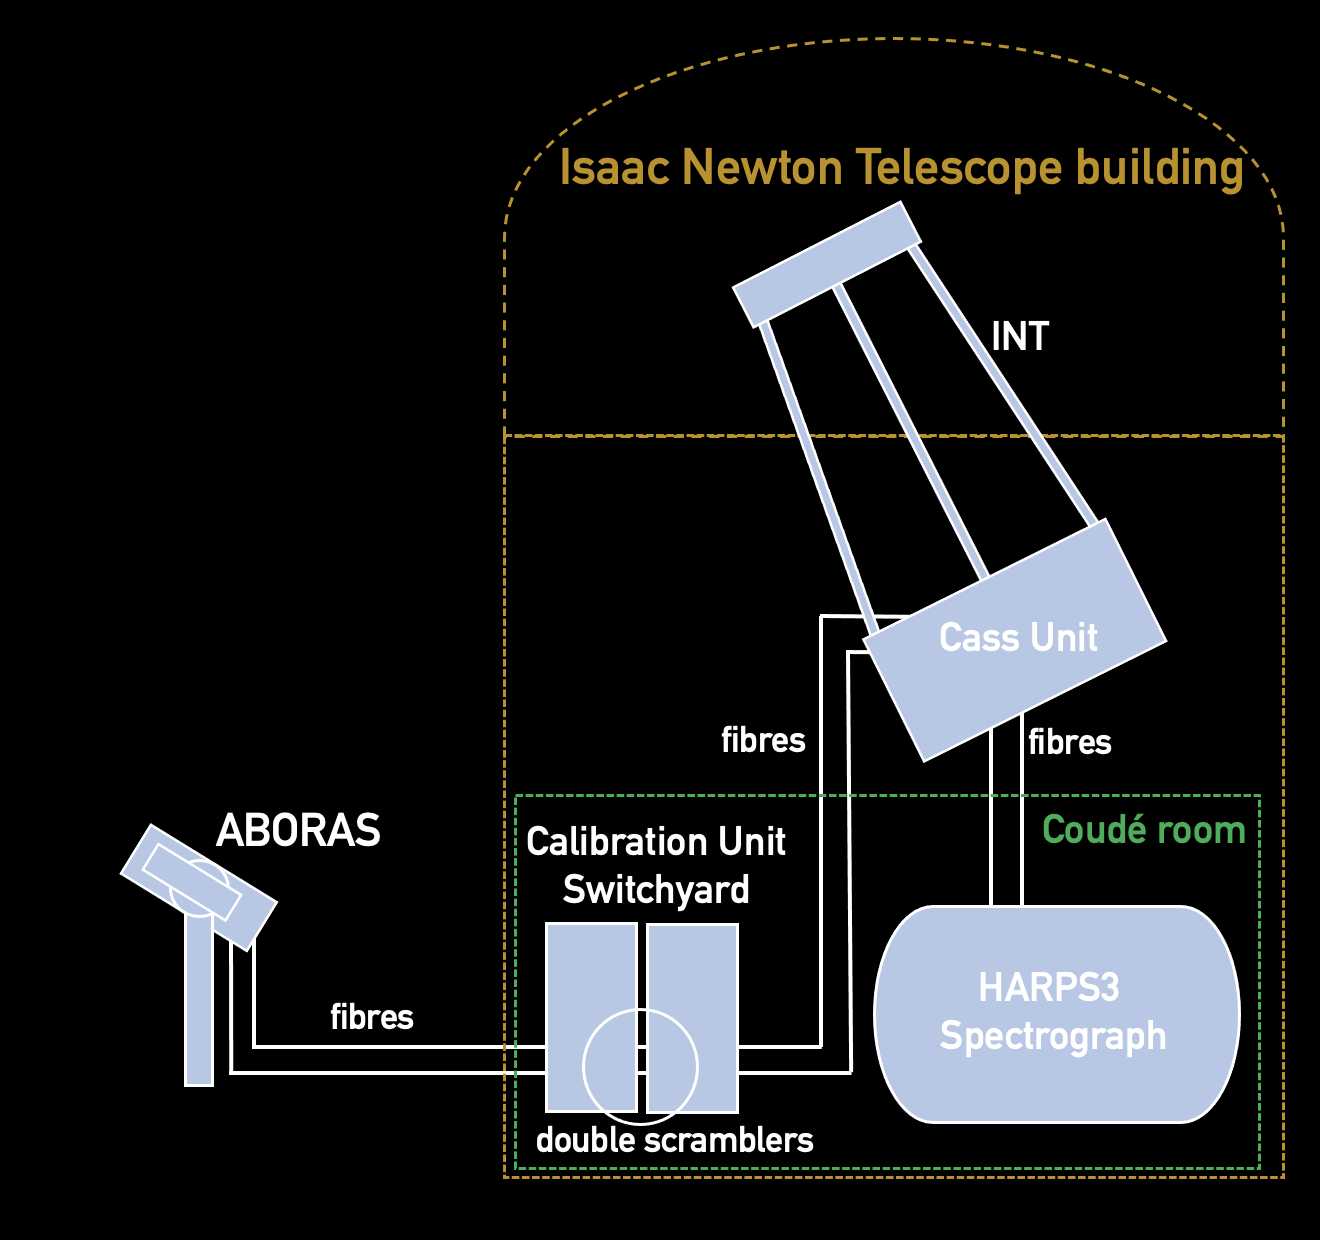 Isaac Newton Telescope building
INT
Cass Unit
fibres
fibres
ABORAS
Calibration Unit
Switchyard
Coudé room
HARPS3
Spectrograph
fibres
double scramblers